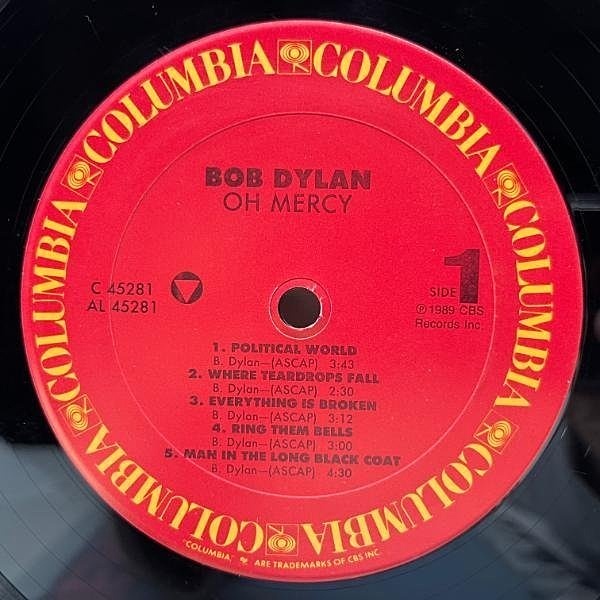 COLUMBIA COLUMBIA COLUMBIA COLUMBIA COLUMBIA COLUMBIA COLUMBIA
BOB DYLAN
OH MERCY
C 45281
AL 45281
SIDE 1
℗ 1989 CBS
Records Inc.
1. POLITICAL WORLD
B. Dylan—(ASCAP) 3:43
2. WHERE TEARDROPS FALL
B. Dylan—(ASCAP) 2:30
3. EVERYTHING IS BROKEN
B. Dylan—(ASCAP) 3:12
4. RING THEM BELLS
B. Dylan—(ASCAP) 3:00
5. MAN IN THE LONG BLACK COAT
B. Dylan—(ASCAP) 4:30
"COLUMBIA," ARE TRADEMARKS OF CBS INC.